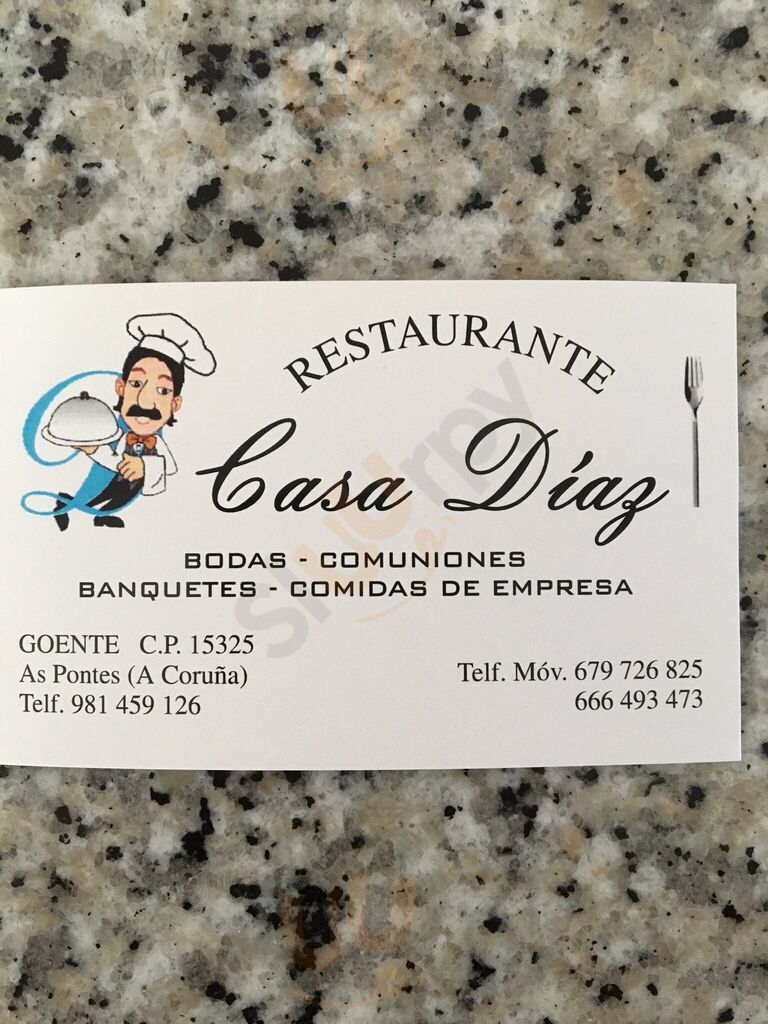 RESTAURANTE
Casa Díaz
BODAS - COMUNIONES
BANQUETES - COMIDAS DE EMPRESA
GOENTE C.P. 15325
As Pontes (A Coruña)
Telf. 981 459 126
Telf. Móv. 679 726 825
666 493 473
sluurpy